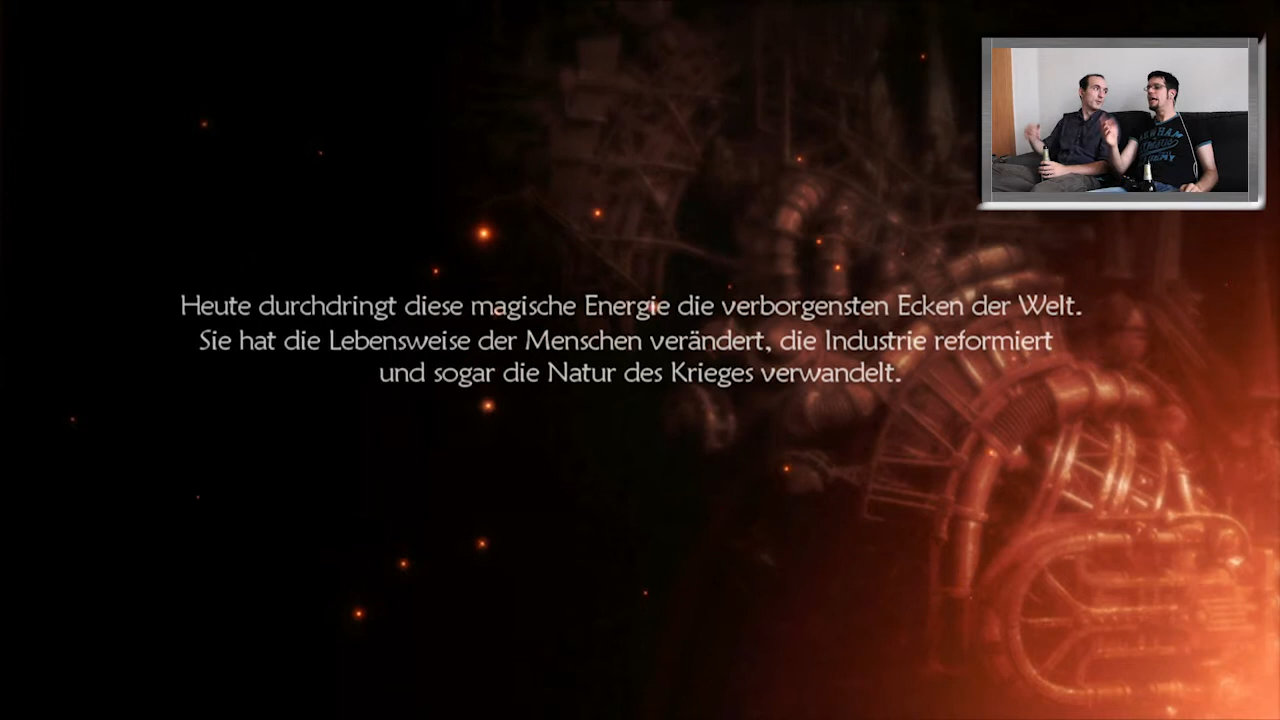 Heute durchdringt diese magische Energie die verborgensten Ecken der Welt.
Sie hat die Lebensweise der Menschen verändert, die Industrie reformiert
und sogar die Natur des Krieges verwandelt.